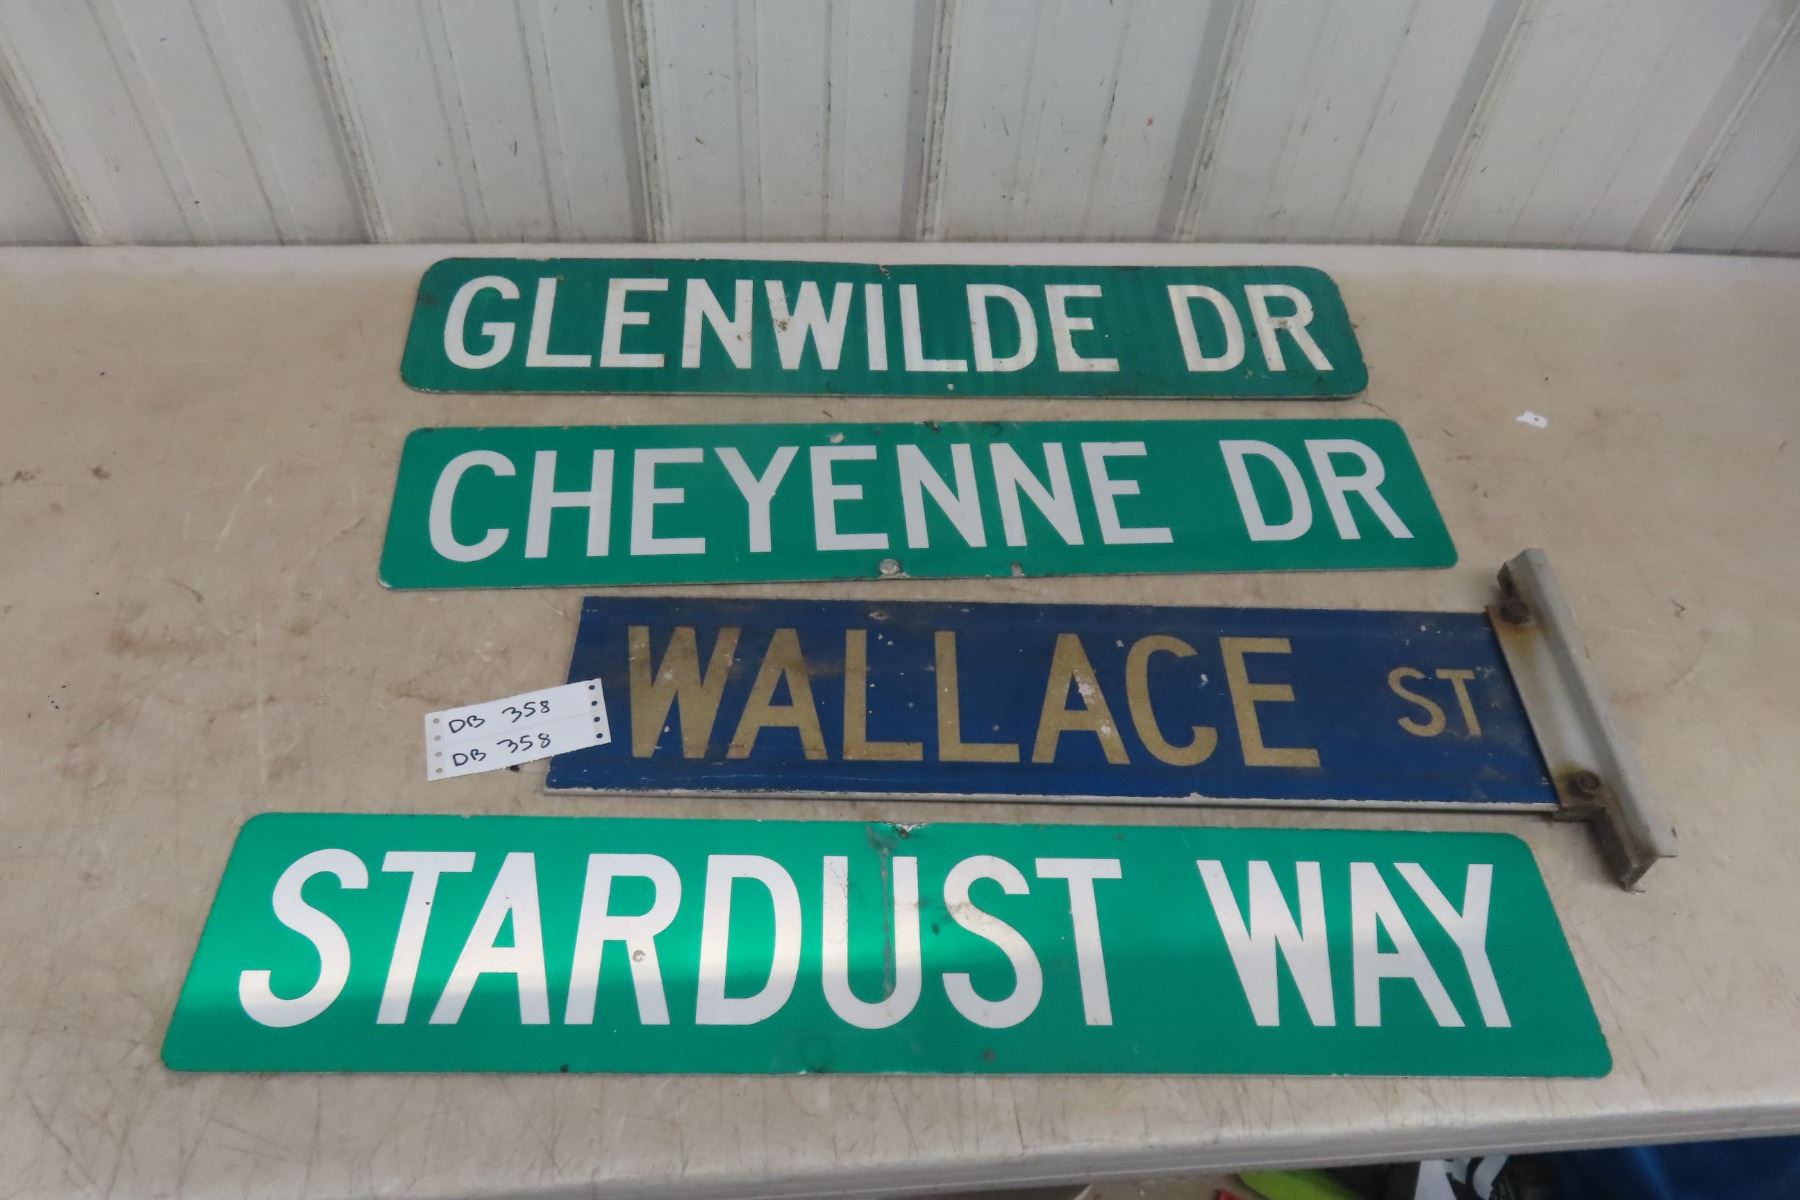 GLENWILDE DR
CHEYENNE DR
WALLACE ST
DB 358
DB 358
STARDUST WAY